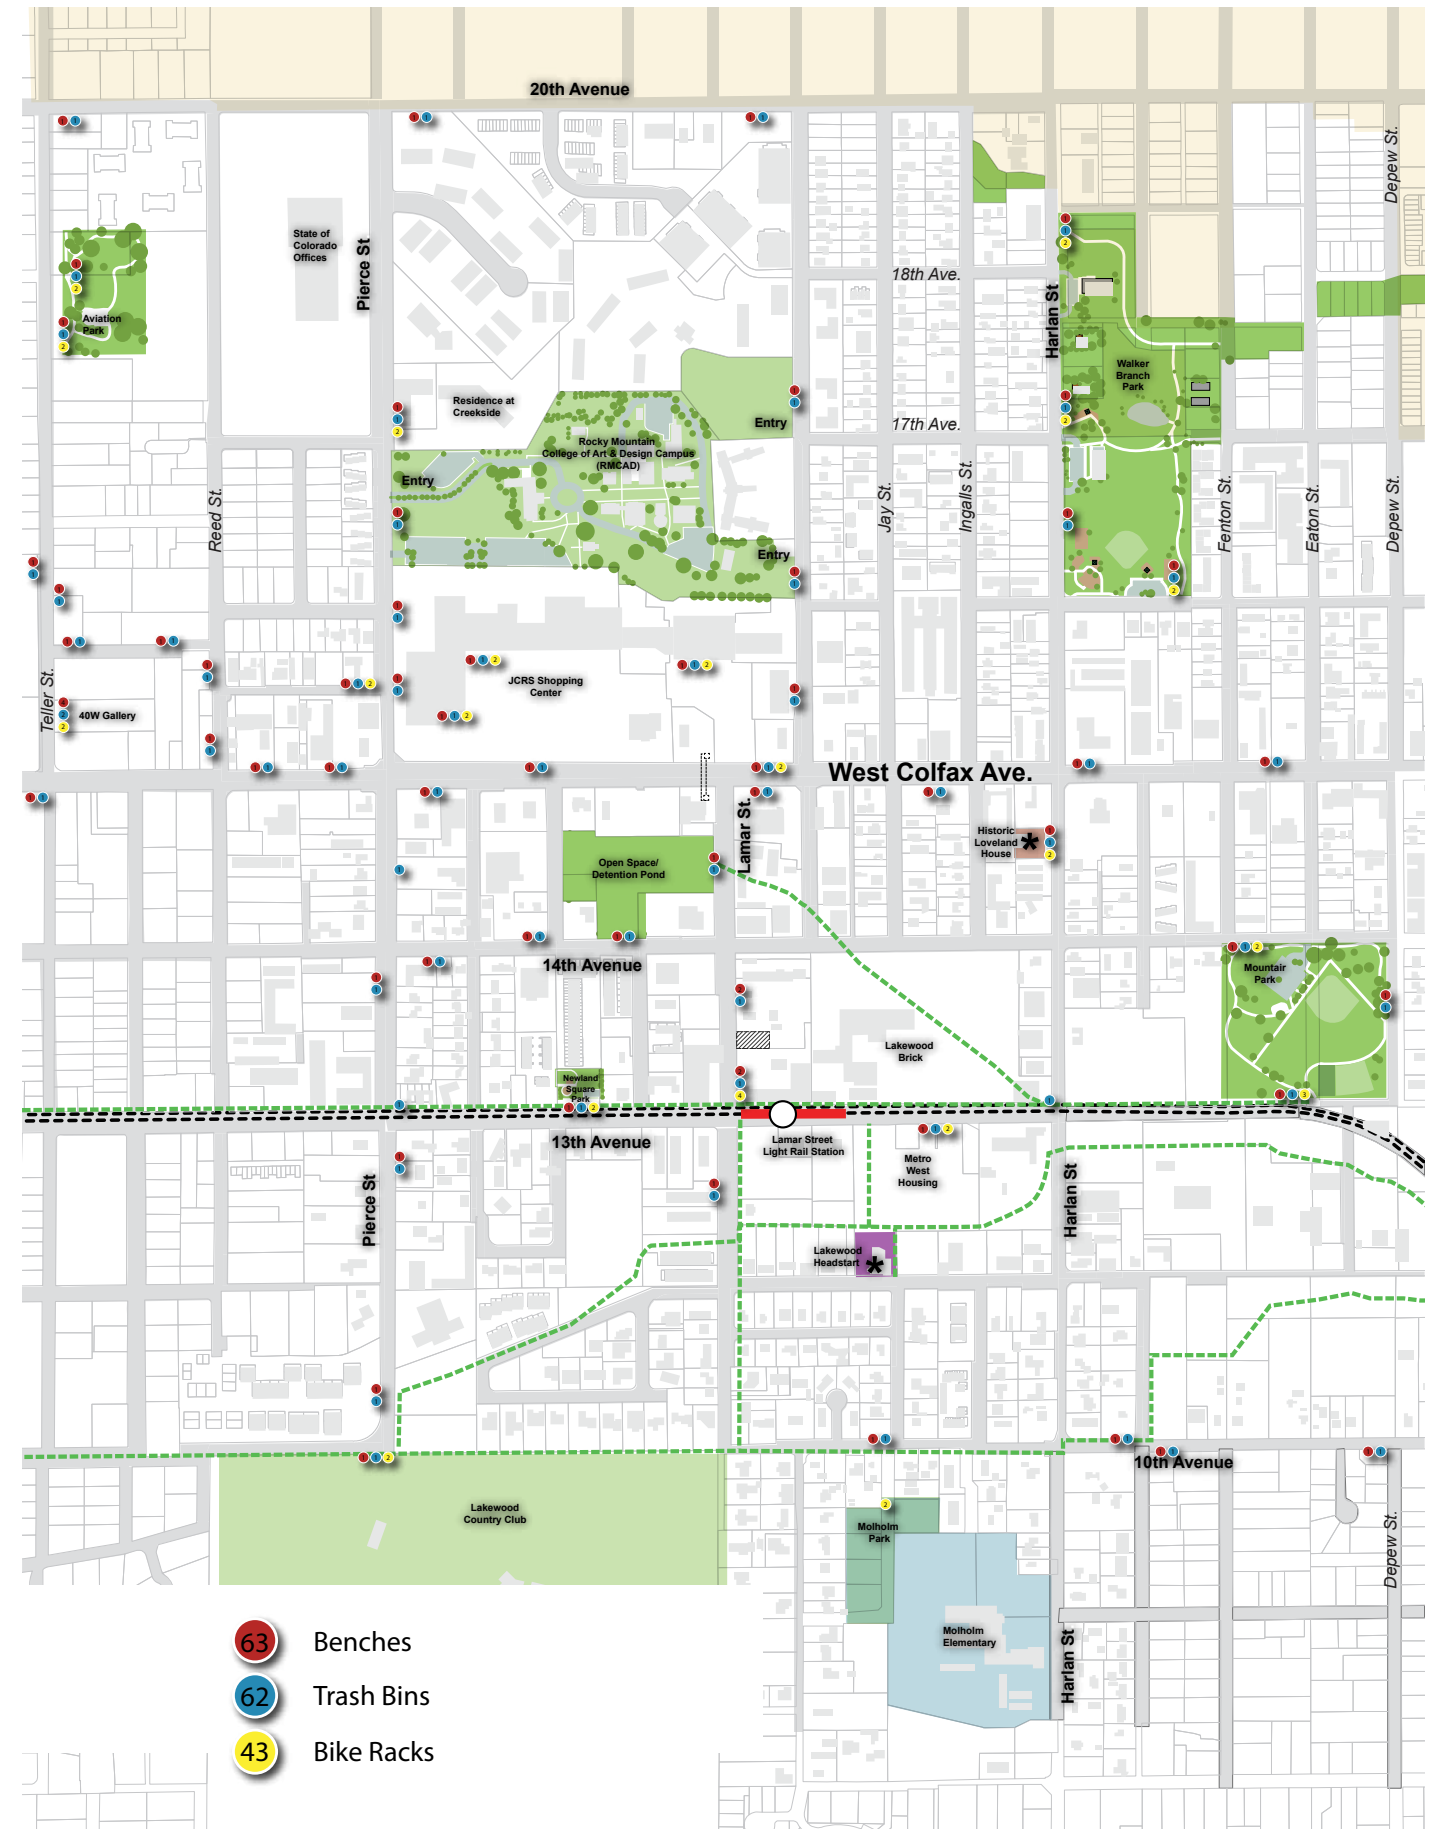 20th Avenue
Depew St.
State of
Colorado
Offices
Pierce St
18th Ave.
Harlan St
Aviation
Park
Walker
Branch
Park
Residence at
Creekside
Entry
17th Ave.
Rocky Mountain
College of Art & Design Campus
(RMCAD)
Entry
Reed St.
Jay St.
Ingalls St.
Fenton St.
Eaton St.
Depew St.
Entry
Teller St.
JCRS Shopping
Center
40W Gallery
West Colfax Ave.
Lamar St.
Historic
Loveland
House
*
Open Space/
Detention Pond
14th Avenue
Mountair
Park
Lakewood
Brick
Newland
Square
Park
13th Avenue
Lamar Street
Light Rail Station
Metro
West
Housing
Pierce St
Harlan St
Lakewood
Headstart
*
10th Avenue
Lakewood
Country Club
Molholm
Park
Depew St.
Molholm
Elementary
Harlan St
63 Benches
62 Trash Bins
43 Bike Racks